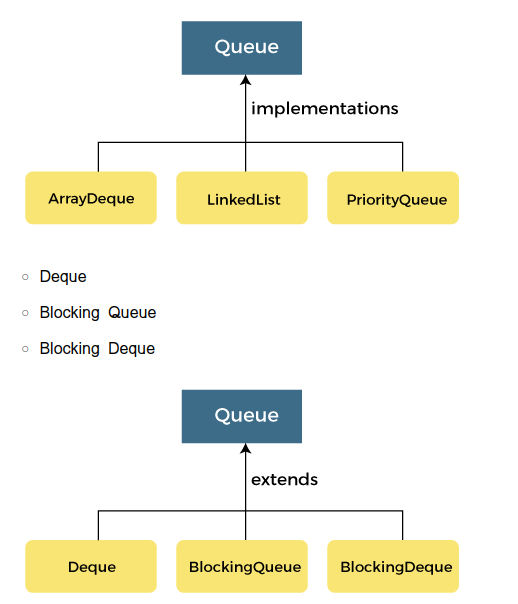 Queue
implementations
ArrayDeque LinkedList PriorityQueue
Deque
Blocking Queue
Blocking Deque
Queue
extends
Deque BlockingQueue BlockingDeque